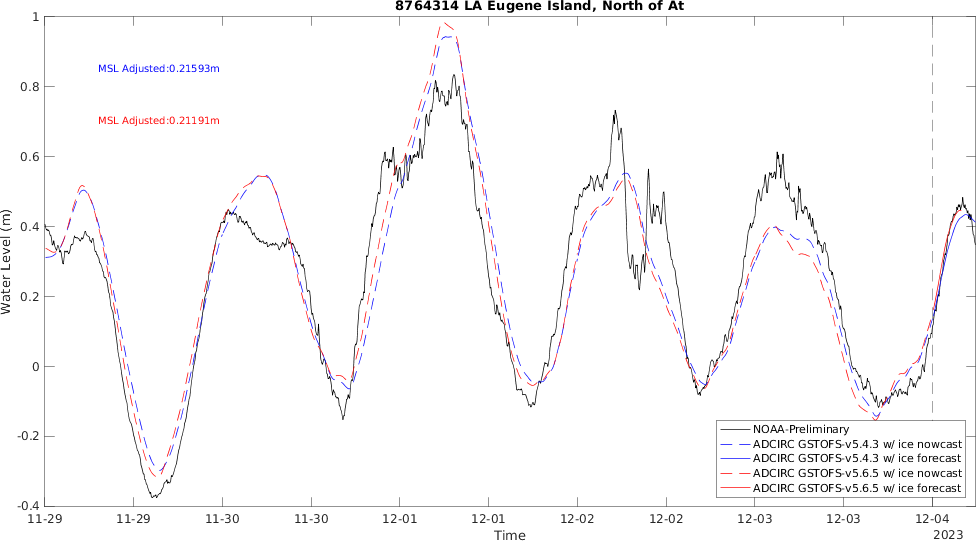 8764314 LA Eugene Island, North of At
MSL Adjusted:0.21593m
MSL Adjusted:0.21191m
Water Level (m)
1
0.8
0.6
0.4
0.2
0
-0.2
-0.4
NOAA-Preliminary
ADCIRC GSTOFS-v5.4.3 w/ ice nowcast
ADCIRC GSTOFS-v5.4.3 w/ ice forecast
ADCIRC GSTOFS-v5.6.5 w/ ice nowcast
ADCIRC GSTOFS-v5.6.5 w/ ice forecast
11-29 11-29 11-30 11-30 12-01 12-01 12-02 12-02 12-03 12-03 12-04
Time
2023